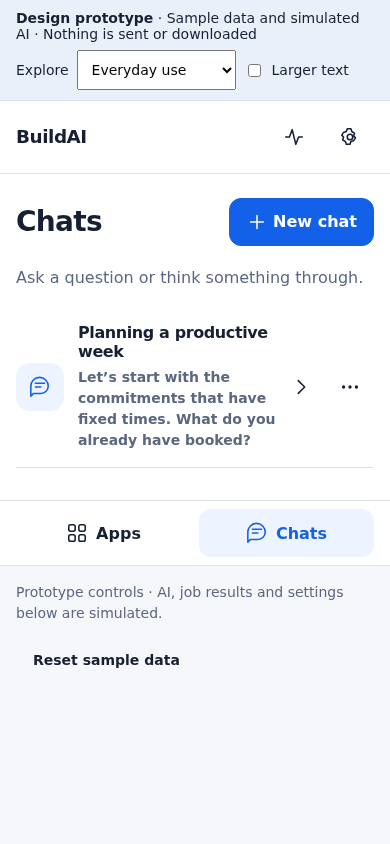 Design prototype · Sample data and simulated
AI · Nothing is sent or downloaded
Explore
Everyday use
Larger text
BuildAI
Chats
New chat
Ask a question or think something through.
Planning a productive
week
Let’s start with the
commitments that have
fixed times. What do you
already have booked?
Apps
Chats
Prototype controls · AI, job results and settings
below are simulated.
Reset sample data